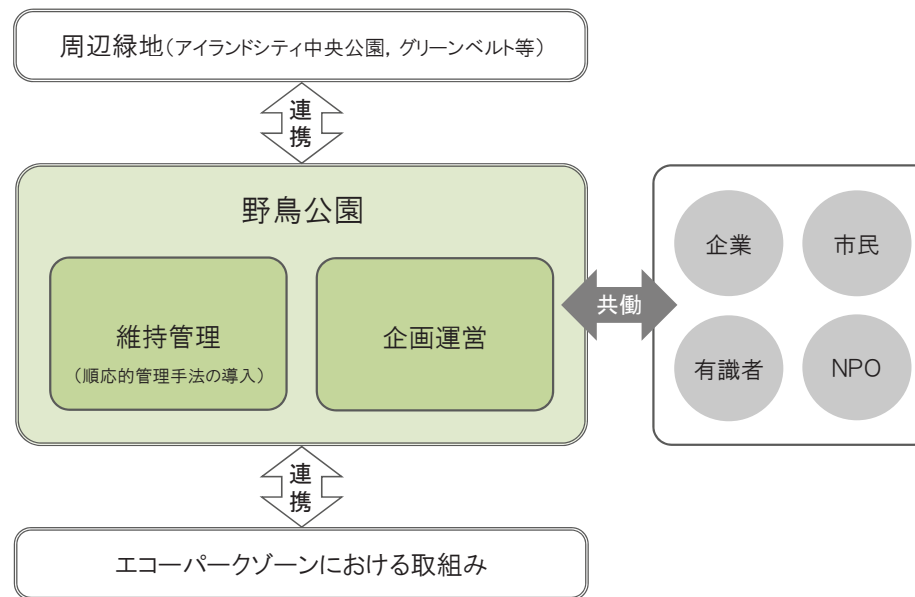 周辺緑地(アイランドシティ中央公園, グリーンベルト等)
連
携
野鳥公園
維持管理
(順応的管理手法の導入)
企画運営
共働
企業
市民
有識者
NPO
連
携
エコーパークゾーンにおける取組み